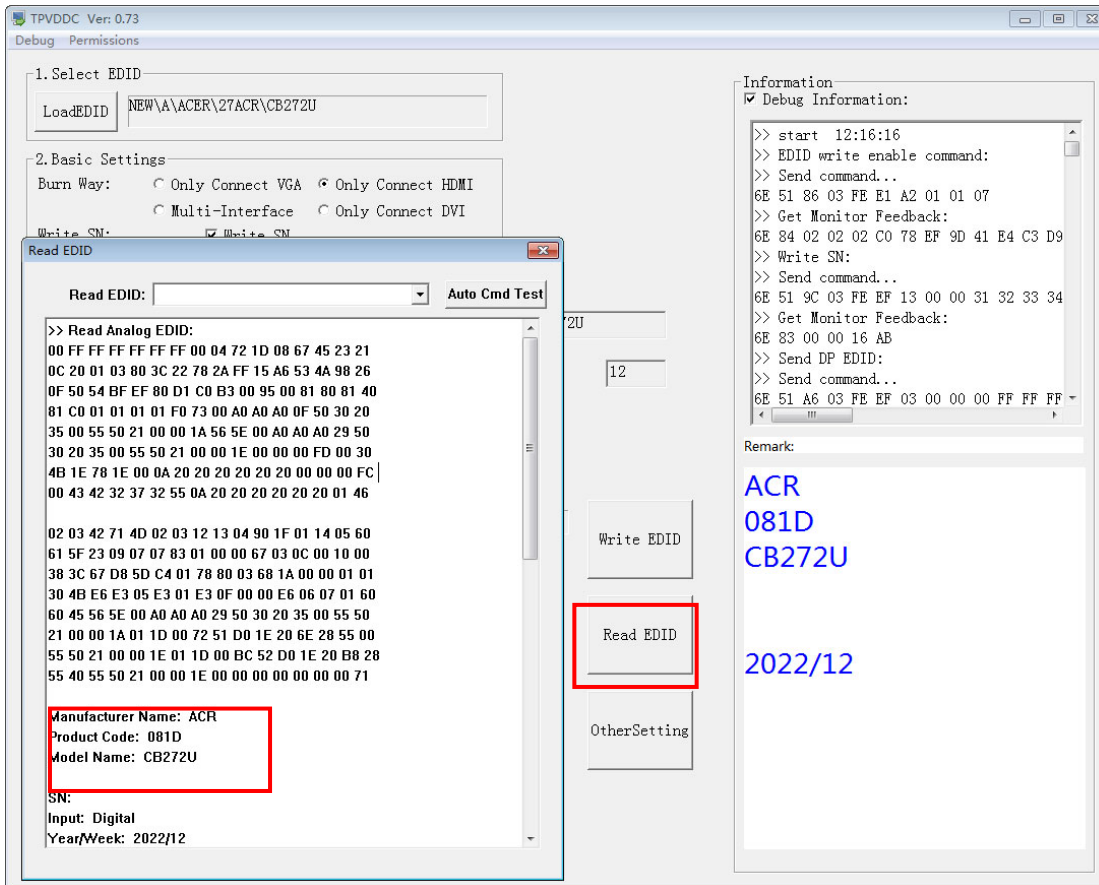 TPVDDC Ver: 0.73
Debug Permissions
1.Select EDID
LoadEDID NEW\A\ACER\27ACR\CB272U
2.Basic Settings
Burn Way: Only Connect VGA Only Connect HDMI
Multi-Interface Only Connect DVI
Write SN: Write SN
Read EDID
Read EDID: Auto Cmd Test
>> Read Analog EDID:
00 FF FF FF FF FF FF 00 04 72 1D 08 67 45 23 21
0C 20 01 03 80 3C 22 78 2A FF 15 A6 53 4A 98 26
0F 50 54 BF EF 80 D1 C0 B3 00 95 00 81 80 81 40
81 C0 01 01 01 01 F0 73 00 A0 A0 A0 0F 50 30 20
35 00 55 50 21 00 00 1A 56 5E 00 A0 A0 A0 29 50
30 20 35 00 55 50 21 00 00 1E 00 00 00 FD 00 30
4B 1E 78 1E 00 0A 20 20 20 20 20 20 00 00 00 FC
00 43 42 32 37 32 55 0A 20 20 20 20 20 20 01 46
02 03 42 71 4D 02 03 12 13 04 90 1F 01 14 05 60
61 5F 23 09 07 07 83 01 00 00 67 03 0C 00 10 00
38 3C 67 D8 5D C4 01 78 80 03 68 1A 00 00 01 01
30 4B E6 E3 05 E3 01 E3 0F 00 00 E6 06 07 01 60
60 45 56 5E 00 A0 A0 A0 29 50 30 20 35 00 55 50
21 00 00 1A 01 1D 00 72 51 D0 1E 20 6E 28 55 00
55 50 21 00 00 1E 01 1D 00 BC 52 D0 1E 20 B8 28
55 40 55 50 21 00 00 1E 00 00 00 00 00 00 00 71
Manufacturer Name: ACR
Product Code: 081D
Model Name: CB272U
SN:
Input: Digital
Year/Week: 2022/12
72U
12
Write EDID
Read EDID
OtherSetting
Information
Debug Information:
>> start 12:16:16
>> EDID write enable command:
>> Send command...
6E 51 86 03 FE E1 A2 01 01 07
>> Get Monitor Feedback:
6E 84 02 02 02 C0 78 EF 9D 41 E4 C3 D9
>> Write SN:
>> Send command...
6E 51 9C 03 FE EF 13 00 00 31 32 33 34
>> Get Monitor Feedback:
6E 83 00 00 16 AB
>> Send DP EDID:
>> Send command...
6E 51 A6 03 FE EF 03 00 00 00 FF FF FF
Remark:
ACR
081D
CB272U
2022/12